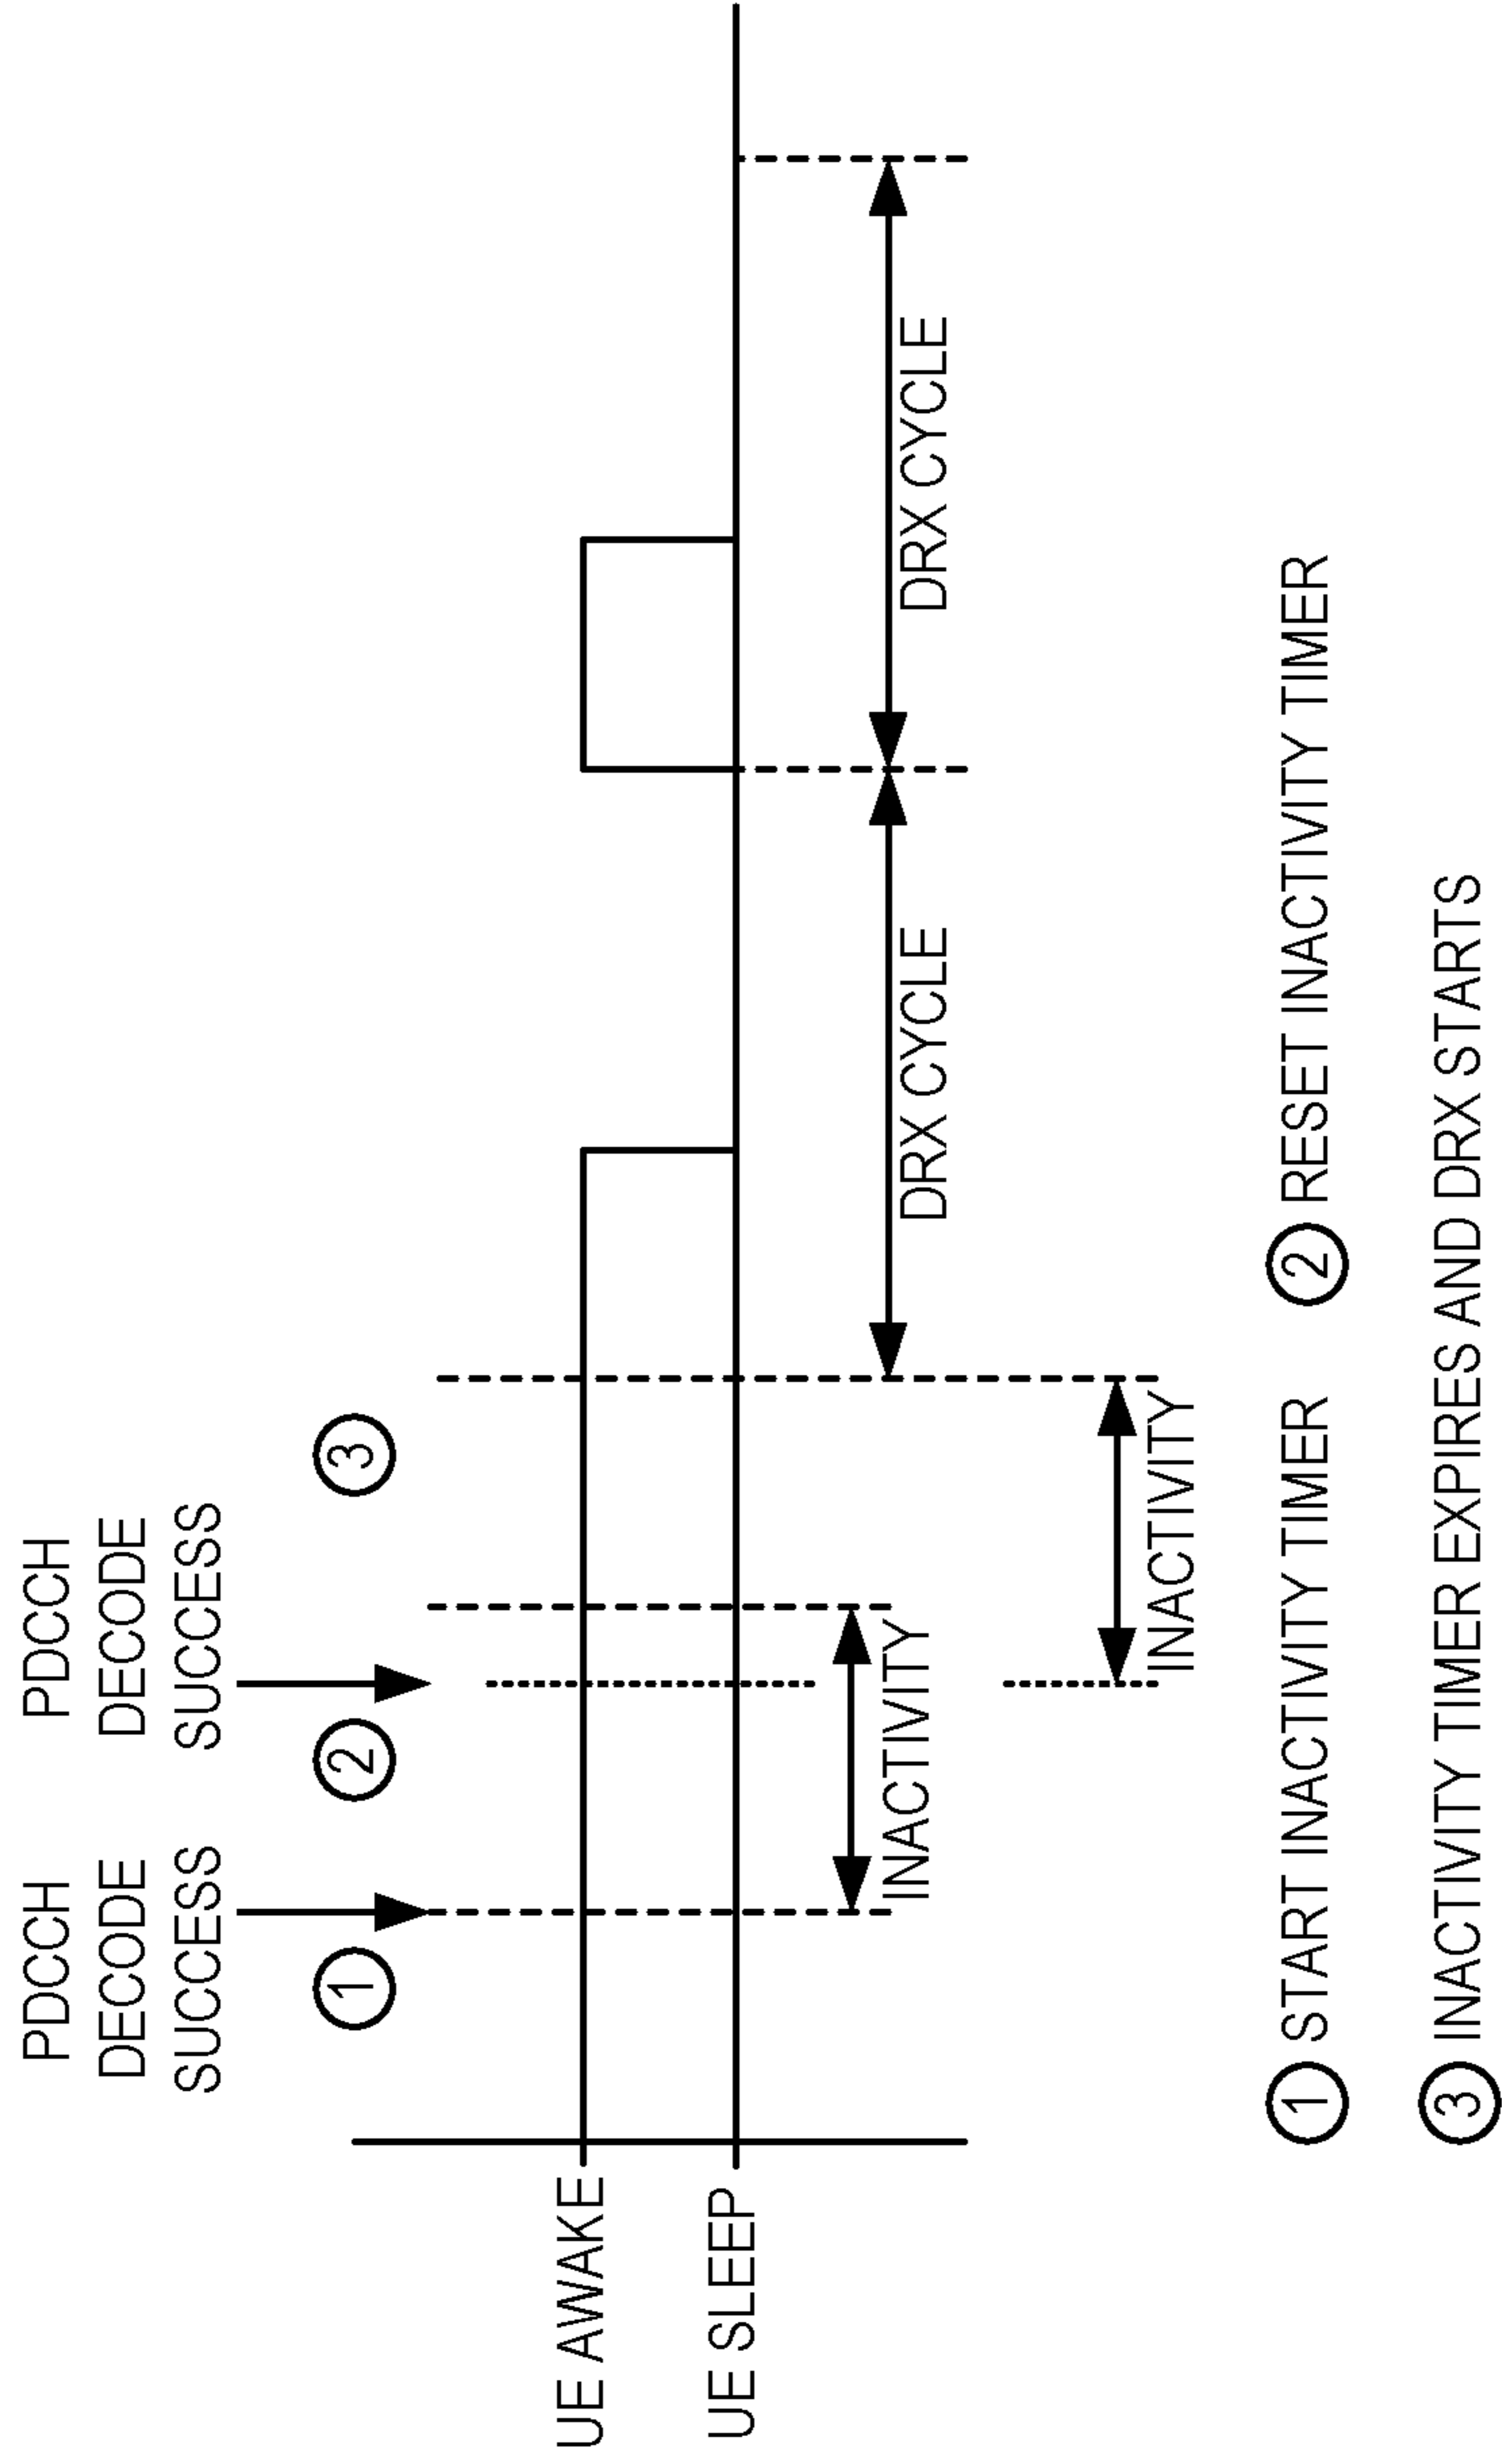 PDCCH
DECODE
SUCCESS
PDCCH
DECODE
SUCCESS
1
2
3
UE AWAKE
UE SLEEP
INACTIVITY
DRX CYCLE
DRX CYCLE
INACTIVITY
1 START INACTIVITY TIMER
2 RESET INACTIVITY TIMER
3 INACTIVITY TIMER EXPIRES AND DRX STARTS